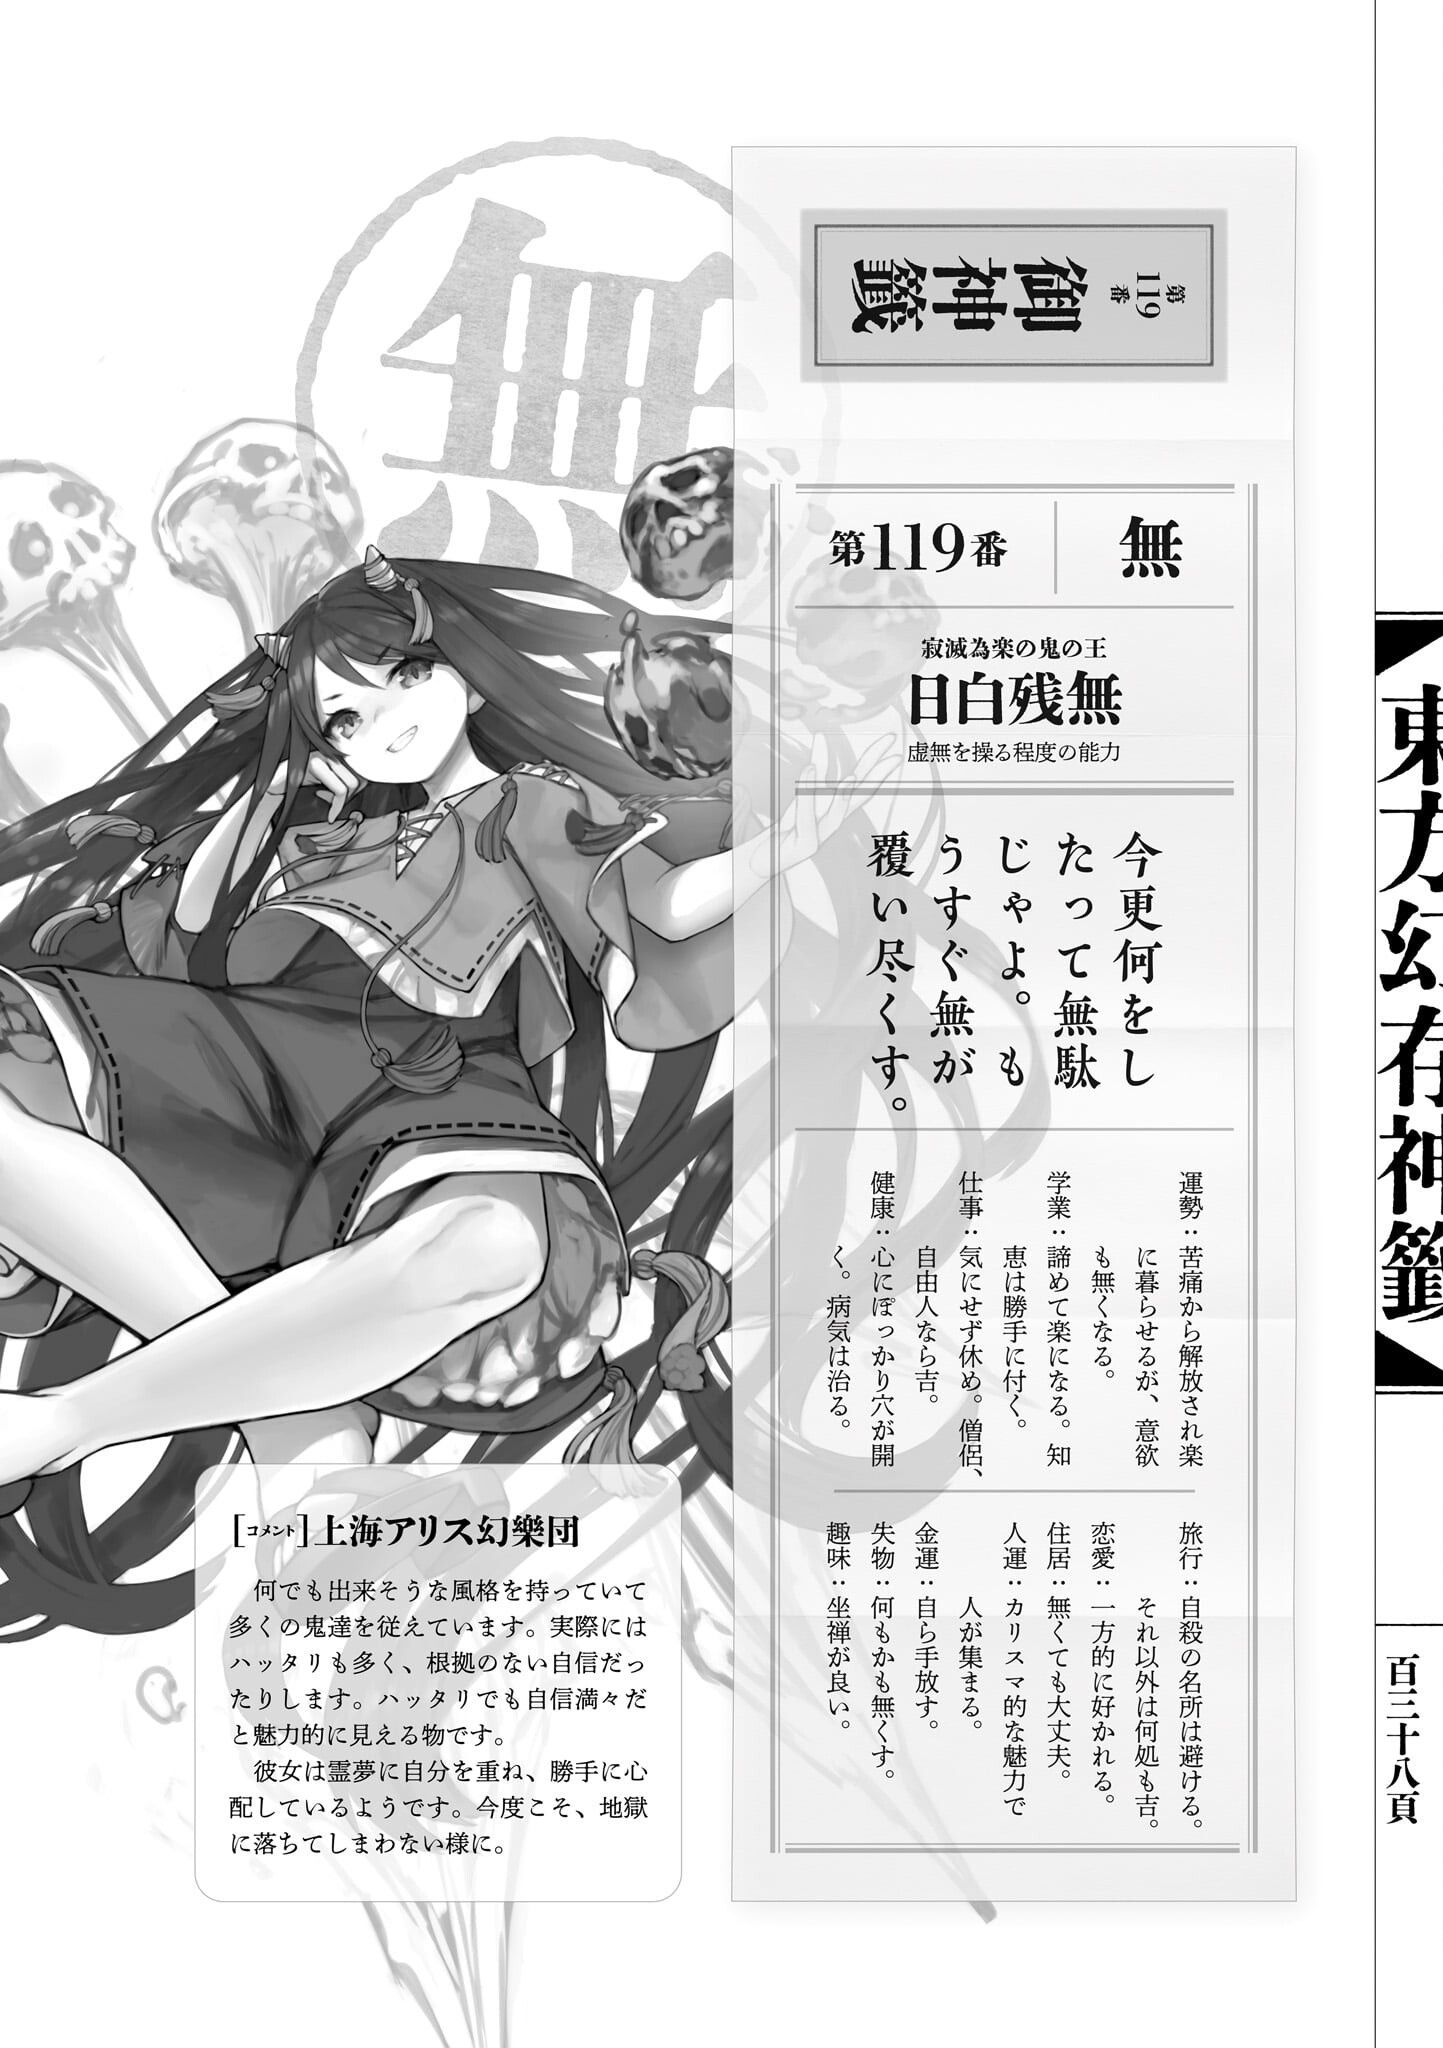 無
御神籤
第119番
第119番
無
寂滅為楽の鬼の王
日白残無
虚無を操る程度の能力
今更何をし
たって無駄
じゃよ。も
うすぐ無が
覆い尽くす。
運勢：苦痛から解放され楽
に暮らせるが、意欲
も無くなる。
学業：諦めて楽になる。知
恵は勝手に付く。
仕事：気にせず休め。僧侶、
自由人なら吉。
健康：心にぽっかり穴が開
く。病気は治る。
旅行：自殺の名所は避ける。
それ以外は何処も吉。
恋愛：一方的に好かれる。
住居：無くても大丈夫。
人運：カリスマ的な魅力で
人が集まる。
金運：自ら手放す。
失物：何もかも無くす。
趣味：坐禅が良い。
［コメント］上海アリス幻樂団
何でも出来そうな風格を持っていて
多くの鬼達を従えています。実際には
ハッタリも多く、根拠のない自信だっ
たりします。ハッタリでも自信満々だ
と魅力的に見える物です。
彼女は霊夢に自分を重ね、勝手に心
配しているようです。今度こそ、地獄
に落ちてしまわない様に。
東方幻存神籤
百三十八頁